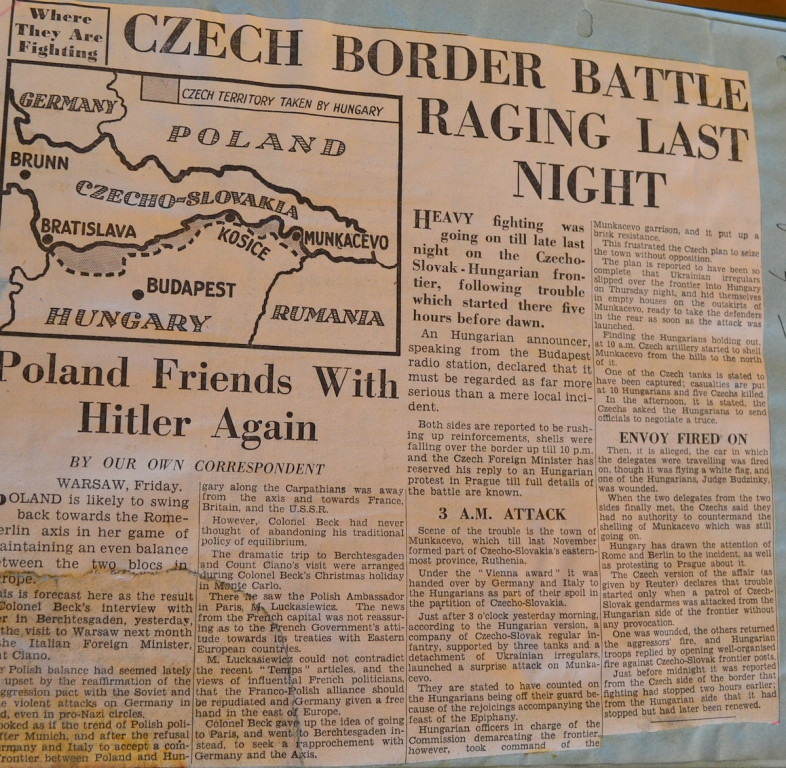 Where
They Are
Fighting
CZECH BORDER BATTLE
RAGING LAST
NIGHT
CZECH TERRITORY TAKEN BY HUNGARY
GERMANY
POLAND
BRUNN
CZECHO-SLOVAKIA
BRATISLAVA
KOŠICE
MUNKACEVO
BUDAPEST
HUNGARY
RUMANIA
Poland Friends With
Hitler Again
BY OUR OWN CORRESPONDENT
WARSAW, Friday.
POLAND is likely to swing
back towards the Rome-
erlin axis in her game of
aintaining an even balance
etween the two blocs in
rope.
is is forecast here as the result
Colonel Beck's interview with
er in Berchtesgaden, yesterday,
the visit to Warsaw next month
the Italian Foreign Minister,
t Ciano.
Polish balance had seemed lately
upset by the reaffirmation of the
ggression pact with the Soviet and
e violent attacks on Germany
d, even in pro-Nazi circles.
ooked as if the trend of Polish poli-
fter Munich, and after the refusal
rmany and Italy to accept a com-
rontier between Poland and Hun-
gary along the Carpathians was away
from the axis and towards France,
Britain, and the U.S.S.R.
However, Colonel Beck had never
thought of abandoning his traditional
policy of equilibrium.
The dramatic trip to Berchtesgaden
and Count Ciano's visit were arranged
during Colonel Beck's Christmas holiday
in Monte Carlo.
There he saw the Polish Ambassador
in Paris, M. Luckasiewicz. The news
from the French capital was not reassur-
ing as to the French Government's atti-
tude towards its treaties with Eastern
European countries.
M. Luckasiewicz could not contradict
the recent "Temps" articles, and the
views of influential French politicians,
that the Franco-Polish alliance should
be repudiated and Germany given a free
hand in the east of Europe.
Colonel Beck gave up the idea of going
to Paris, and went to Berchtesgaden in-
stead, to seek a rapprochement with
Germany and the Axis.
HEAVY fighting was
going on till late last
night on the Czecho-
Slovak-Hungarian fron-
tier, following trouble
which started there five
hours before dawn.
An Hungarian announcer,
speaking from the Budapest
radio station, declared that it
must be regarded as far more
serious than a mere local inci-
dent.
Both sides are reported to be rush-
ing up reinforcements, shells were
falling over the border up till 10 p.m.
and the Czech Foreign Minister has
reserved his reply to an Hungarian
protest in Prague till full details of
the battle are known.
3 A.M. ATTACK
Scene of the trouble is the town of
Munkacevo, which till last November
formed part of Czecho-Slovakia's eastern-
most province, Ruthenia.
Under the "Vienna award" it was
handed over by Germany and Italy to
the Hungarians as part of their spoil in
the partition of Czecho-Slovakia.
Just after 3 o'clock yesterday morning,
according to the Hungarian version, a
company of Czecho-Slovak regular in-
fantry, supported by three tanks and a
detachment of Ukrainian irregulars,
launched a surprise attack on Munka-
cevo.
They are stated to have counted on
the Hungarians being off their guard be-
cause of the rejoicings accompanying the
feast of the Epiphany.
Hungarian officers in charge of the
Commission demarcating the frontier,
however, took command of the
Munkacevo garrison, and it put up a
brisk resistance.
This frustrated the Czech plan to seize
the town without opposition.
The plan is reported to have been so
complete that Ukrainian irregulars
slipped over the frontier into Hungary
on Thursday night, and hid themselves
in empty houses on the outskirts of
Munkacevo, ready to take the defenders
in the rear as soon as the attack was
launched.
Finding the Hungarians holding out,
at 10 a.m. Czech artillery started to shell
Munkacevo from the hills to the north
of it.
One of the Czech tanks is stated to
have been captured; casualties are put
at 10 Hungarians and five Czechs killed.
In the afternoon, it is stated, the
Czechs asked the Hungarians to send
officials to negotiate a truce.
ENVOY FIRED ON
Then, it is alleged, the car in which
the delegates were travelling was fired
on, though it was flying a white flag, and
one of the Hungarians, Judge Budinzky,
was wounded.
When the two delegates from the two
sides finally met, the Czechs said they
had no authority to command the
shelling of Munkacevo which was still
going on.
Hungary has drawn the attention of
Rome and Berlin to the incident, as well
as protesting to Prague about it.
The Czech version of the affair (as
given by Reuter) declares that trouble
started only when a patrol of Czech-
Slovak gendarmes was attacked from the
Hungarian side of the frontier without
any provocation.
One was wounded, the others returned
the aggressors' fire, and Hungarian
troops replied by opening well-organised
fire against Czecho-Slovak frontier posts.
Just before midnight it was reported
from the Czech side of the border that
fighting had stopped two hours earlier;
from the Hungarian side that it had
stopped but had later been renewed.